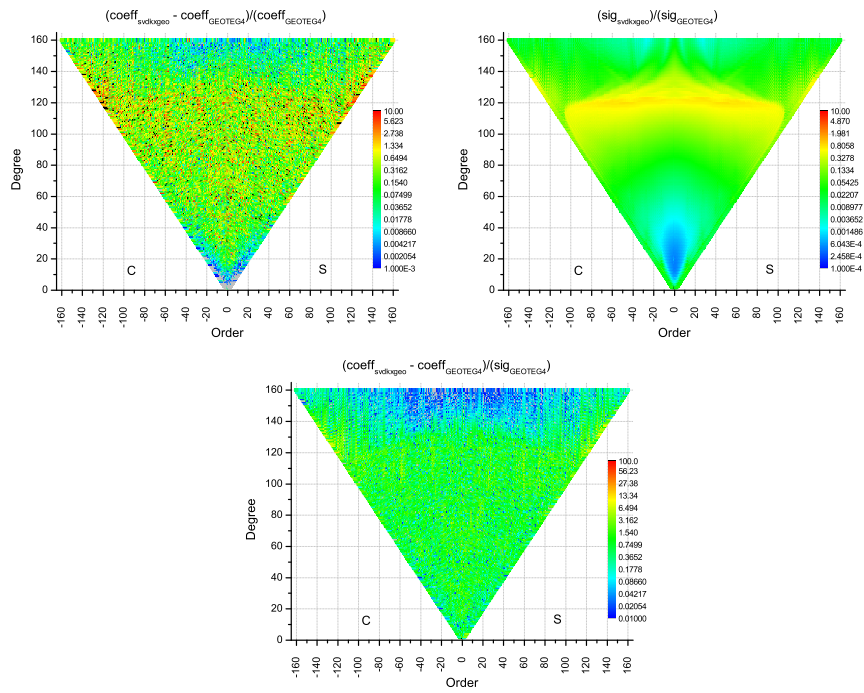 (coeff_svdkxgeo - coeff_GEOTEG4)/(coeff_GEOTEG4)
160
140
120
100
80
60
40
20
0
Degree
C
S
10.00
5.623
2.738
1.334
0.6494
0.3162
0.1540
0.07499
0.03652
0.01778
0.008660
0.004217
0.002054
1.000E-3
-160 -140 -120 -100 -80 -60 -40 -20 0 20 40 60 80 100 120 140 160
Order
(sig_svdkxgeo)/(sig_GEOTEG4)
160
140
120
100
80
60
40
20
0
Degree
C
S
10.00
4.870
1.981
0.8058
0.3278
0.1334
0.05425
0.02207
0.008977
0.003652
0.001486
6.043E-4
2.458E-4
1.000E-4
-160 -140 -120 -100 -80 -60 -40 -20 0 20 40 60 80 100 120 140 160
Order
(coeff_svdkxgeo - coeff_GEOTEG4)/(sig_GEOTEG4)
160
140
120
100
80
60
40
20
0
Degree
C
S
100.0
56.23
27.38
13.34
6.494
3.162
1.540
0.7499
0.3652
0.1778
0.08660
0.04217
0.02054
0.01000
-160 -140 -120 -100 -80 -60 -40 -20 0 20 40 60 80 100 120 140 160
Order